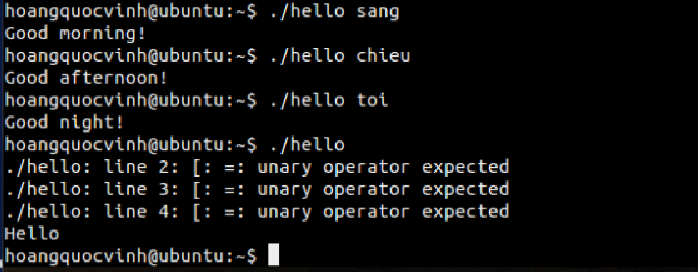 hoangquocvinh@ubuntu:~$ ./hello sang
Good morning!
hoangquocvinh@ubuntu:~$ ./hello chieu
Good afternoon!
hoangquocvinh@ubuntu:~$ ./hello toi
Good night!
hoangquocvinh@ubuntu:~$ ./hello
./hello: line 2: [: =: unary operator expected
./hello: line 3: [: =: unary operator expected
./hello: line 4: [: =: unary operator expected
Hello
hoangquocvinh@ubuntu:~$